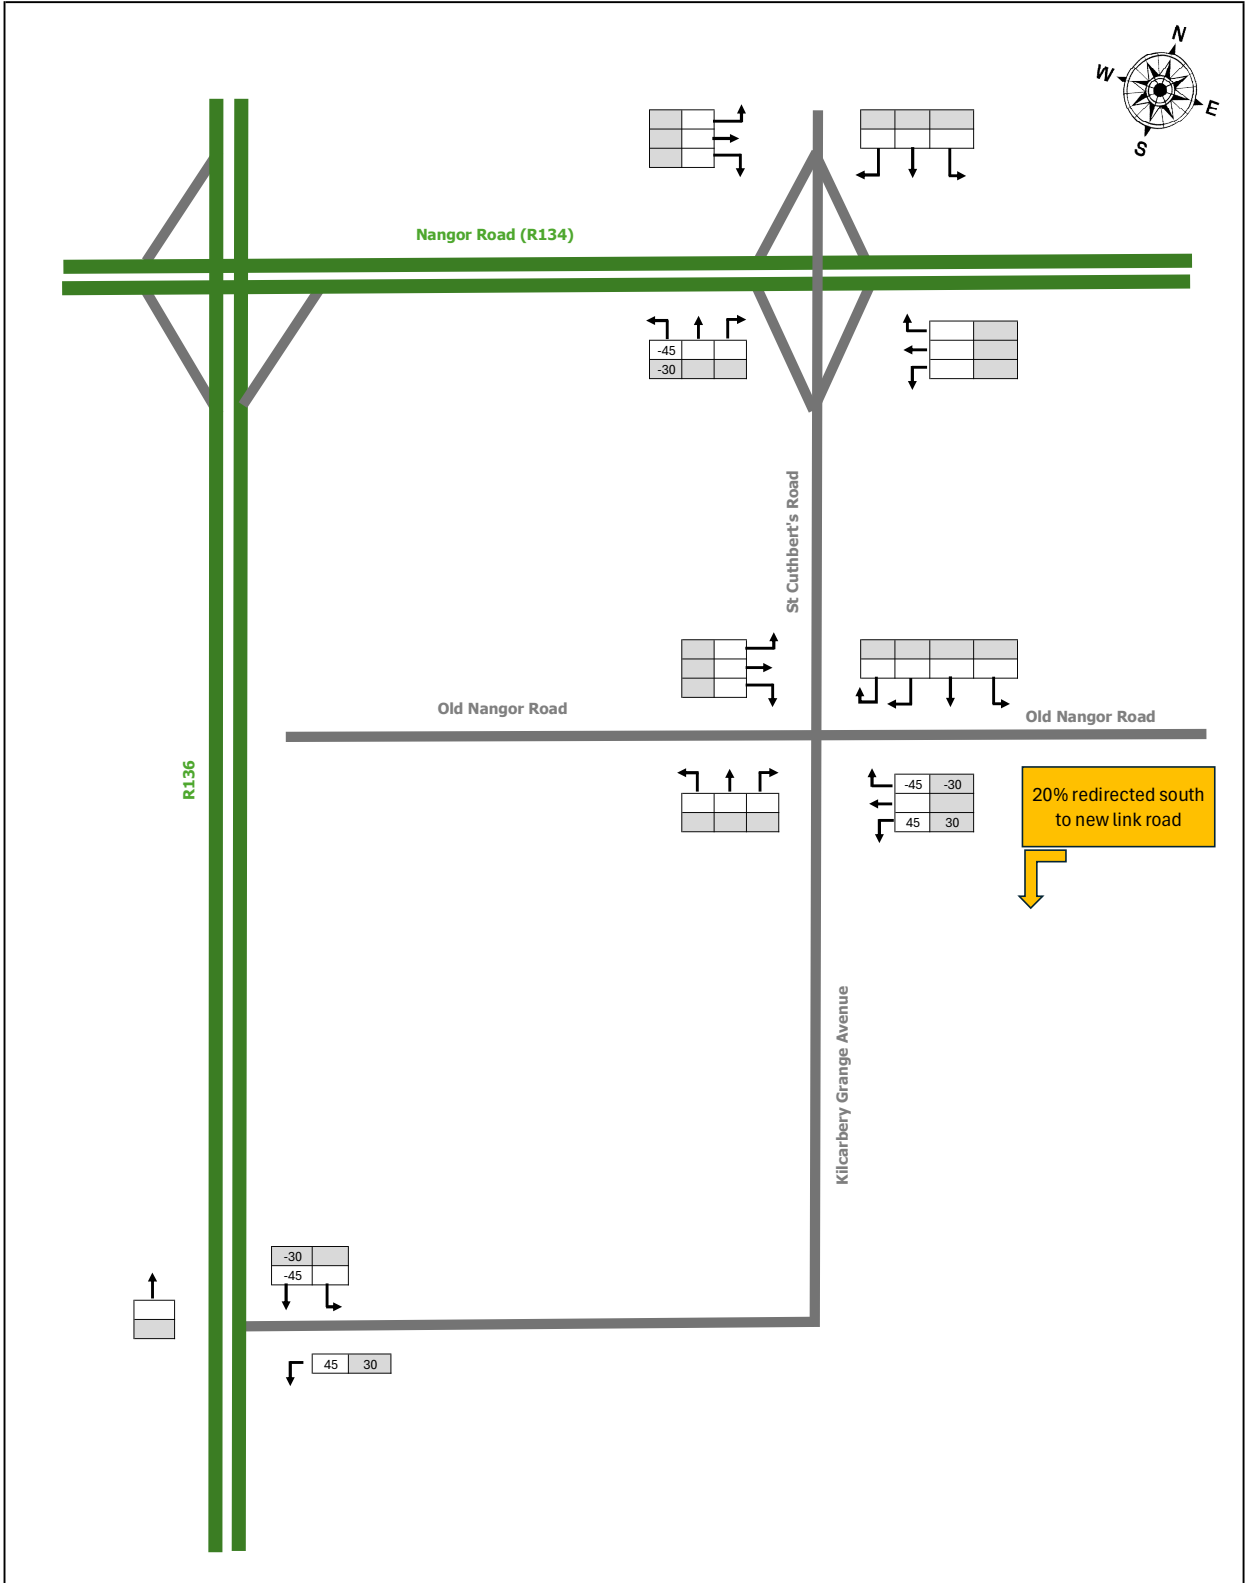 N
W
E
S
Nangor Road (R134)
-45
-30
St Cuthbert's Road
Old Nangor Road
Old Nangor Road
R136
-45 -30
45 30
20% redirected south
to new link road
Kilcarbery Grange Avenue
-30
-45
45 30